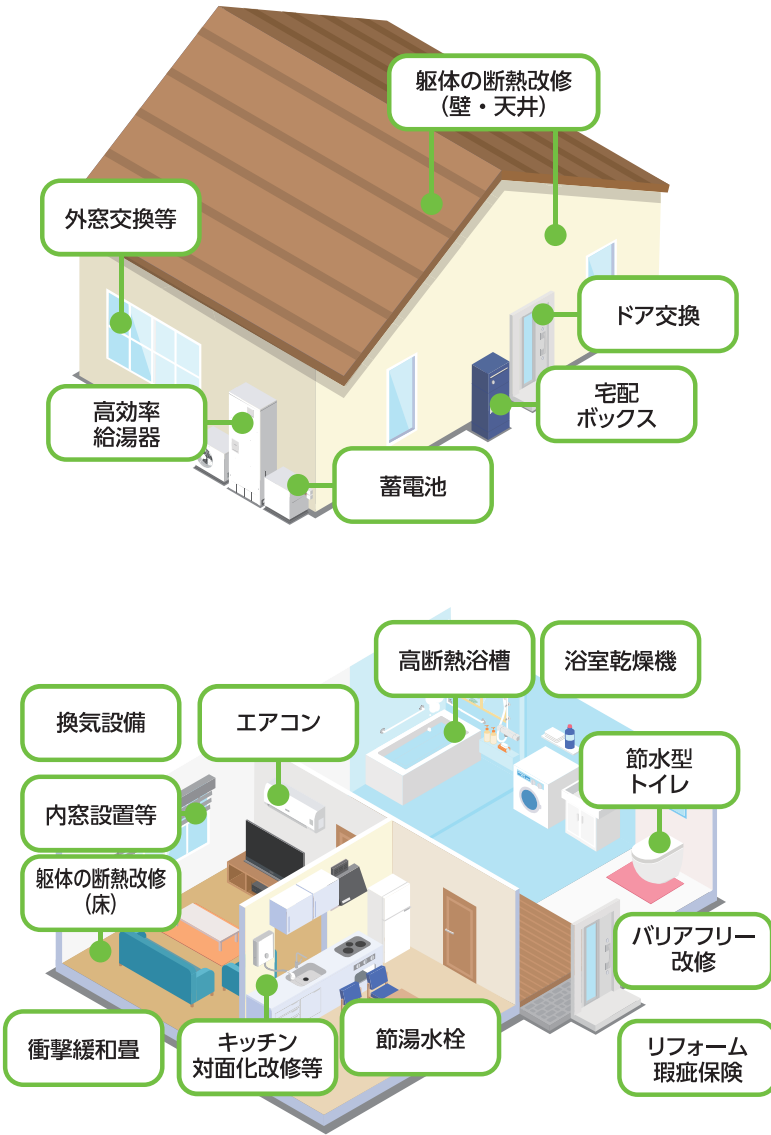 躯体の断熱改修
（壁・天井）
外窓交換等
ドア交換
高効率
給湯器
宅配
ボックス
蓄電池
高断熱浴槽
浴室乾燥機
換気設備
エアコン
節水型
トイレ
内窓設置等
躯体の断熱改修
（床）
バリアフリー
改修
衝撃緩和畳
キッチン
対面化改修等
節湯水栓
リフォーム
瑕疵保険